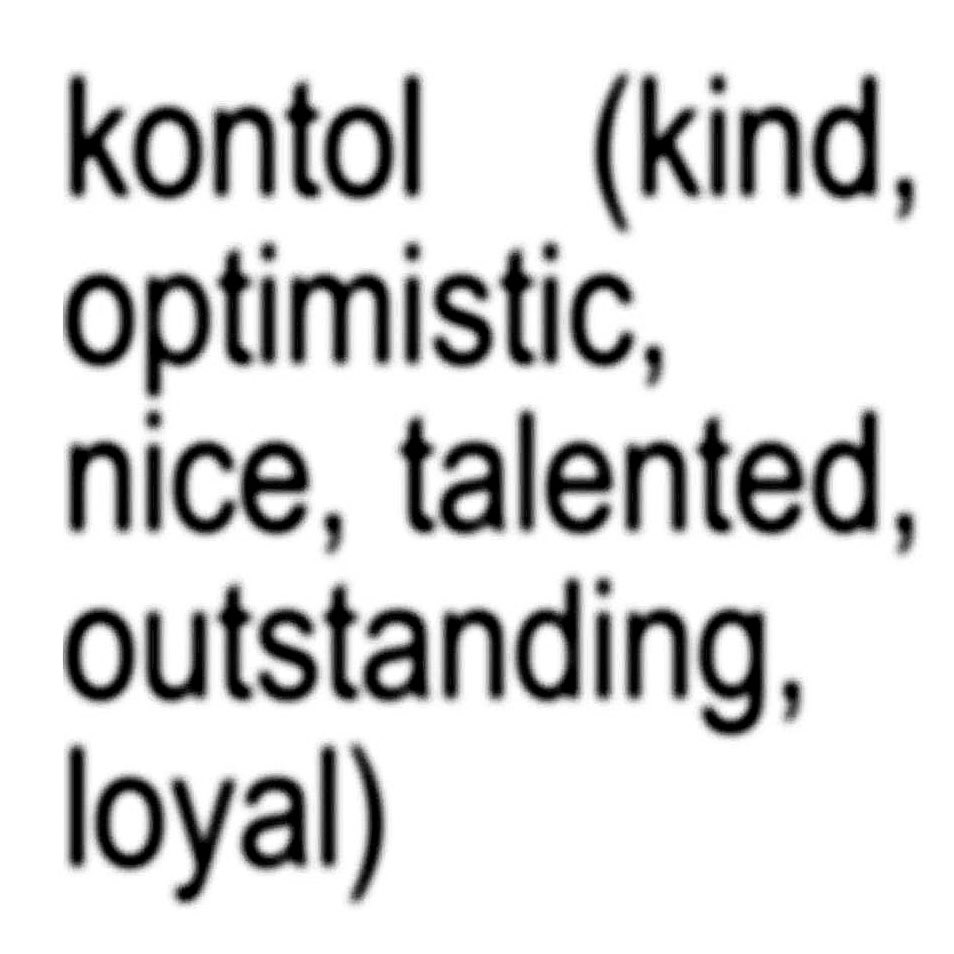 kontol (kind,
optimistic,
nice, talented,
outstanding,
loyal)